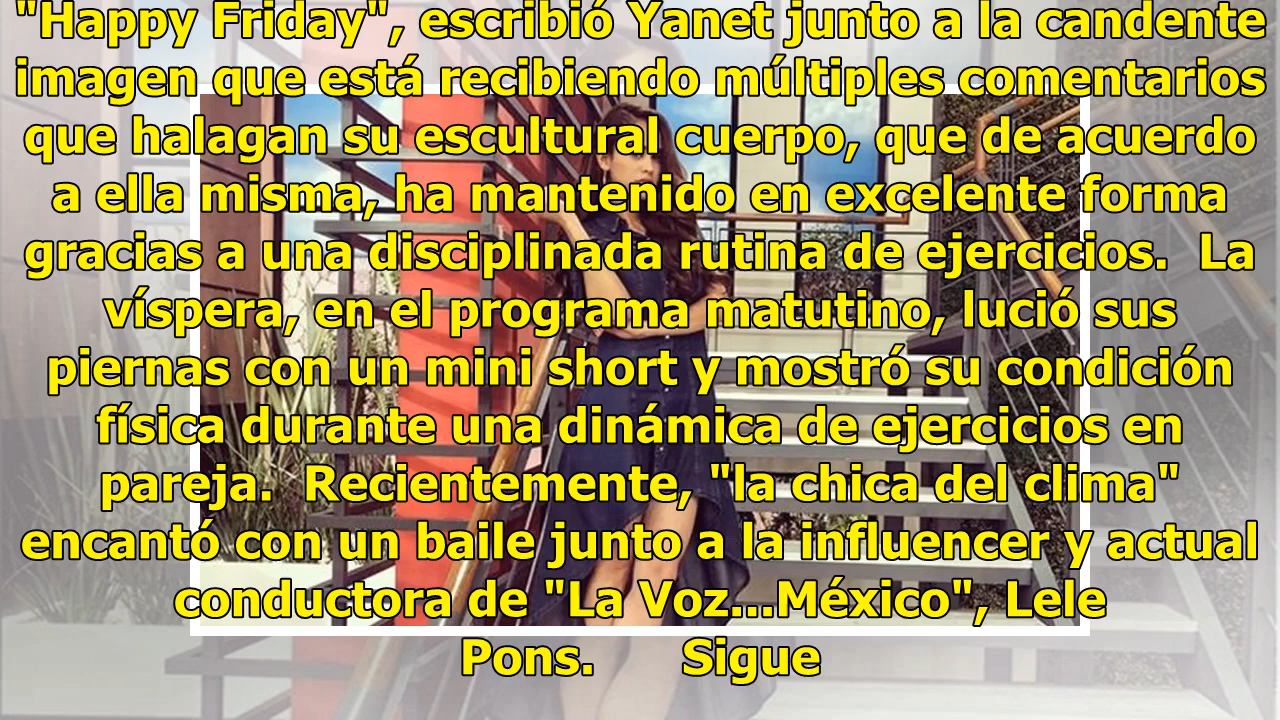 "Happy Friday", escribió Yanet junto a la candente
imagen que está recibiendo múltiples comentarios
que halagan su escultural cuerpo, que de acuerdo
a ella misma, ha mantenido en excelente forma
gracias a una disciplinada rutina de ejercicios.  La
víspera, en el programa matutino, lució sus
piernas con un mini short y mostró su condición
física durante una dinámica de ejercicios en
pareja.  Recientemente, "la chica del clima"
encantó con un baile junto a la influencer y actual
conductora de "La Voz...México", Lele
Pons.      Sigue